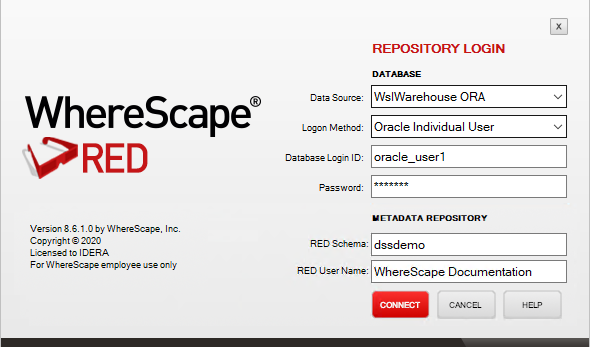 x
REPOSITORY LOGIN
DATABASE
Data Source: WslWarehouse ORA
Logon Method: Oracle Individual User
Database Login ID: oracle_user1
Password: *******
WhereScape®
RED
METADATA REPOSITORY
RED Schema: dssdemo
RED User Name: WhereScape Documentation
Version 8.6.1.0 by WhereScape, Inc.
Copyright © 2020
Licensed to IDERA
For WhereScape employee use only
CONNECT CANCEL HELP